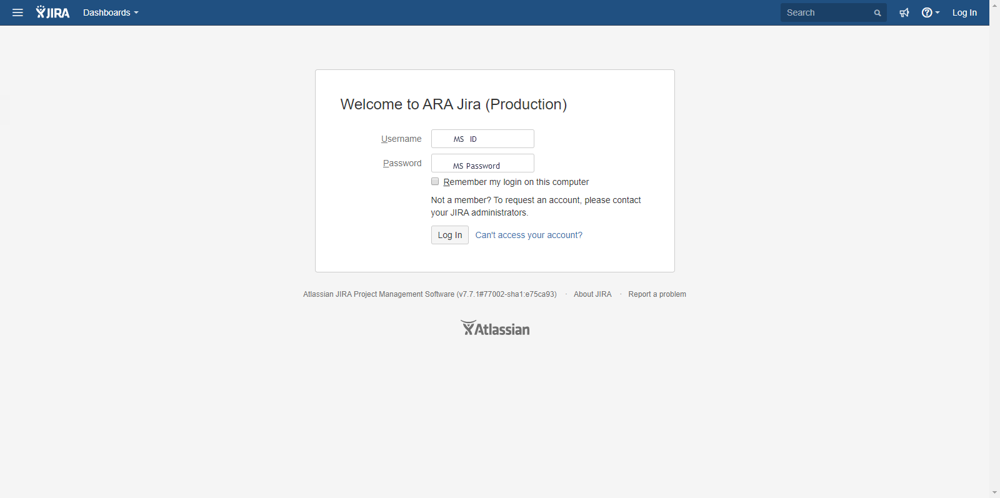 JIRA Dashboards Search Log In
Welcome to ARA Jira (Production)
Username MS ID
Password MS Password
Remember my login on this computer
Not a member? To request an account, please contact
your JIRA administrators.
Log In Can't access your account?
Atlassian JIRA Project Management Software (v7.7.1#77002-sha1:e75ca93) · About JIRA · Report a problem
Atlassian